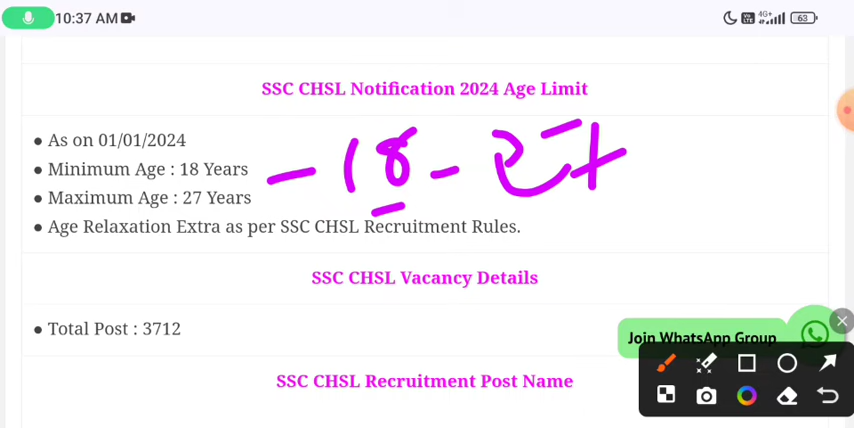 10:37 AM
4G+
63
SSC CHSL Notification 2024 Age Limit
● As on 01/01/2024
● Minimum Age : 18 Years
● Maximum Age : 27 Years
- 18 - 27
● Age Relaxation Extra as per SSC CHSL Recruitment Rules.
SSC CHSL Vacancy Details
● Total Post : 3712
Join WhatsApp Group
SSC CHSL Recruitment Post Name